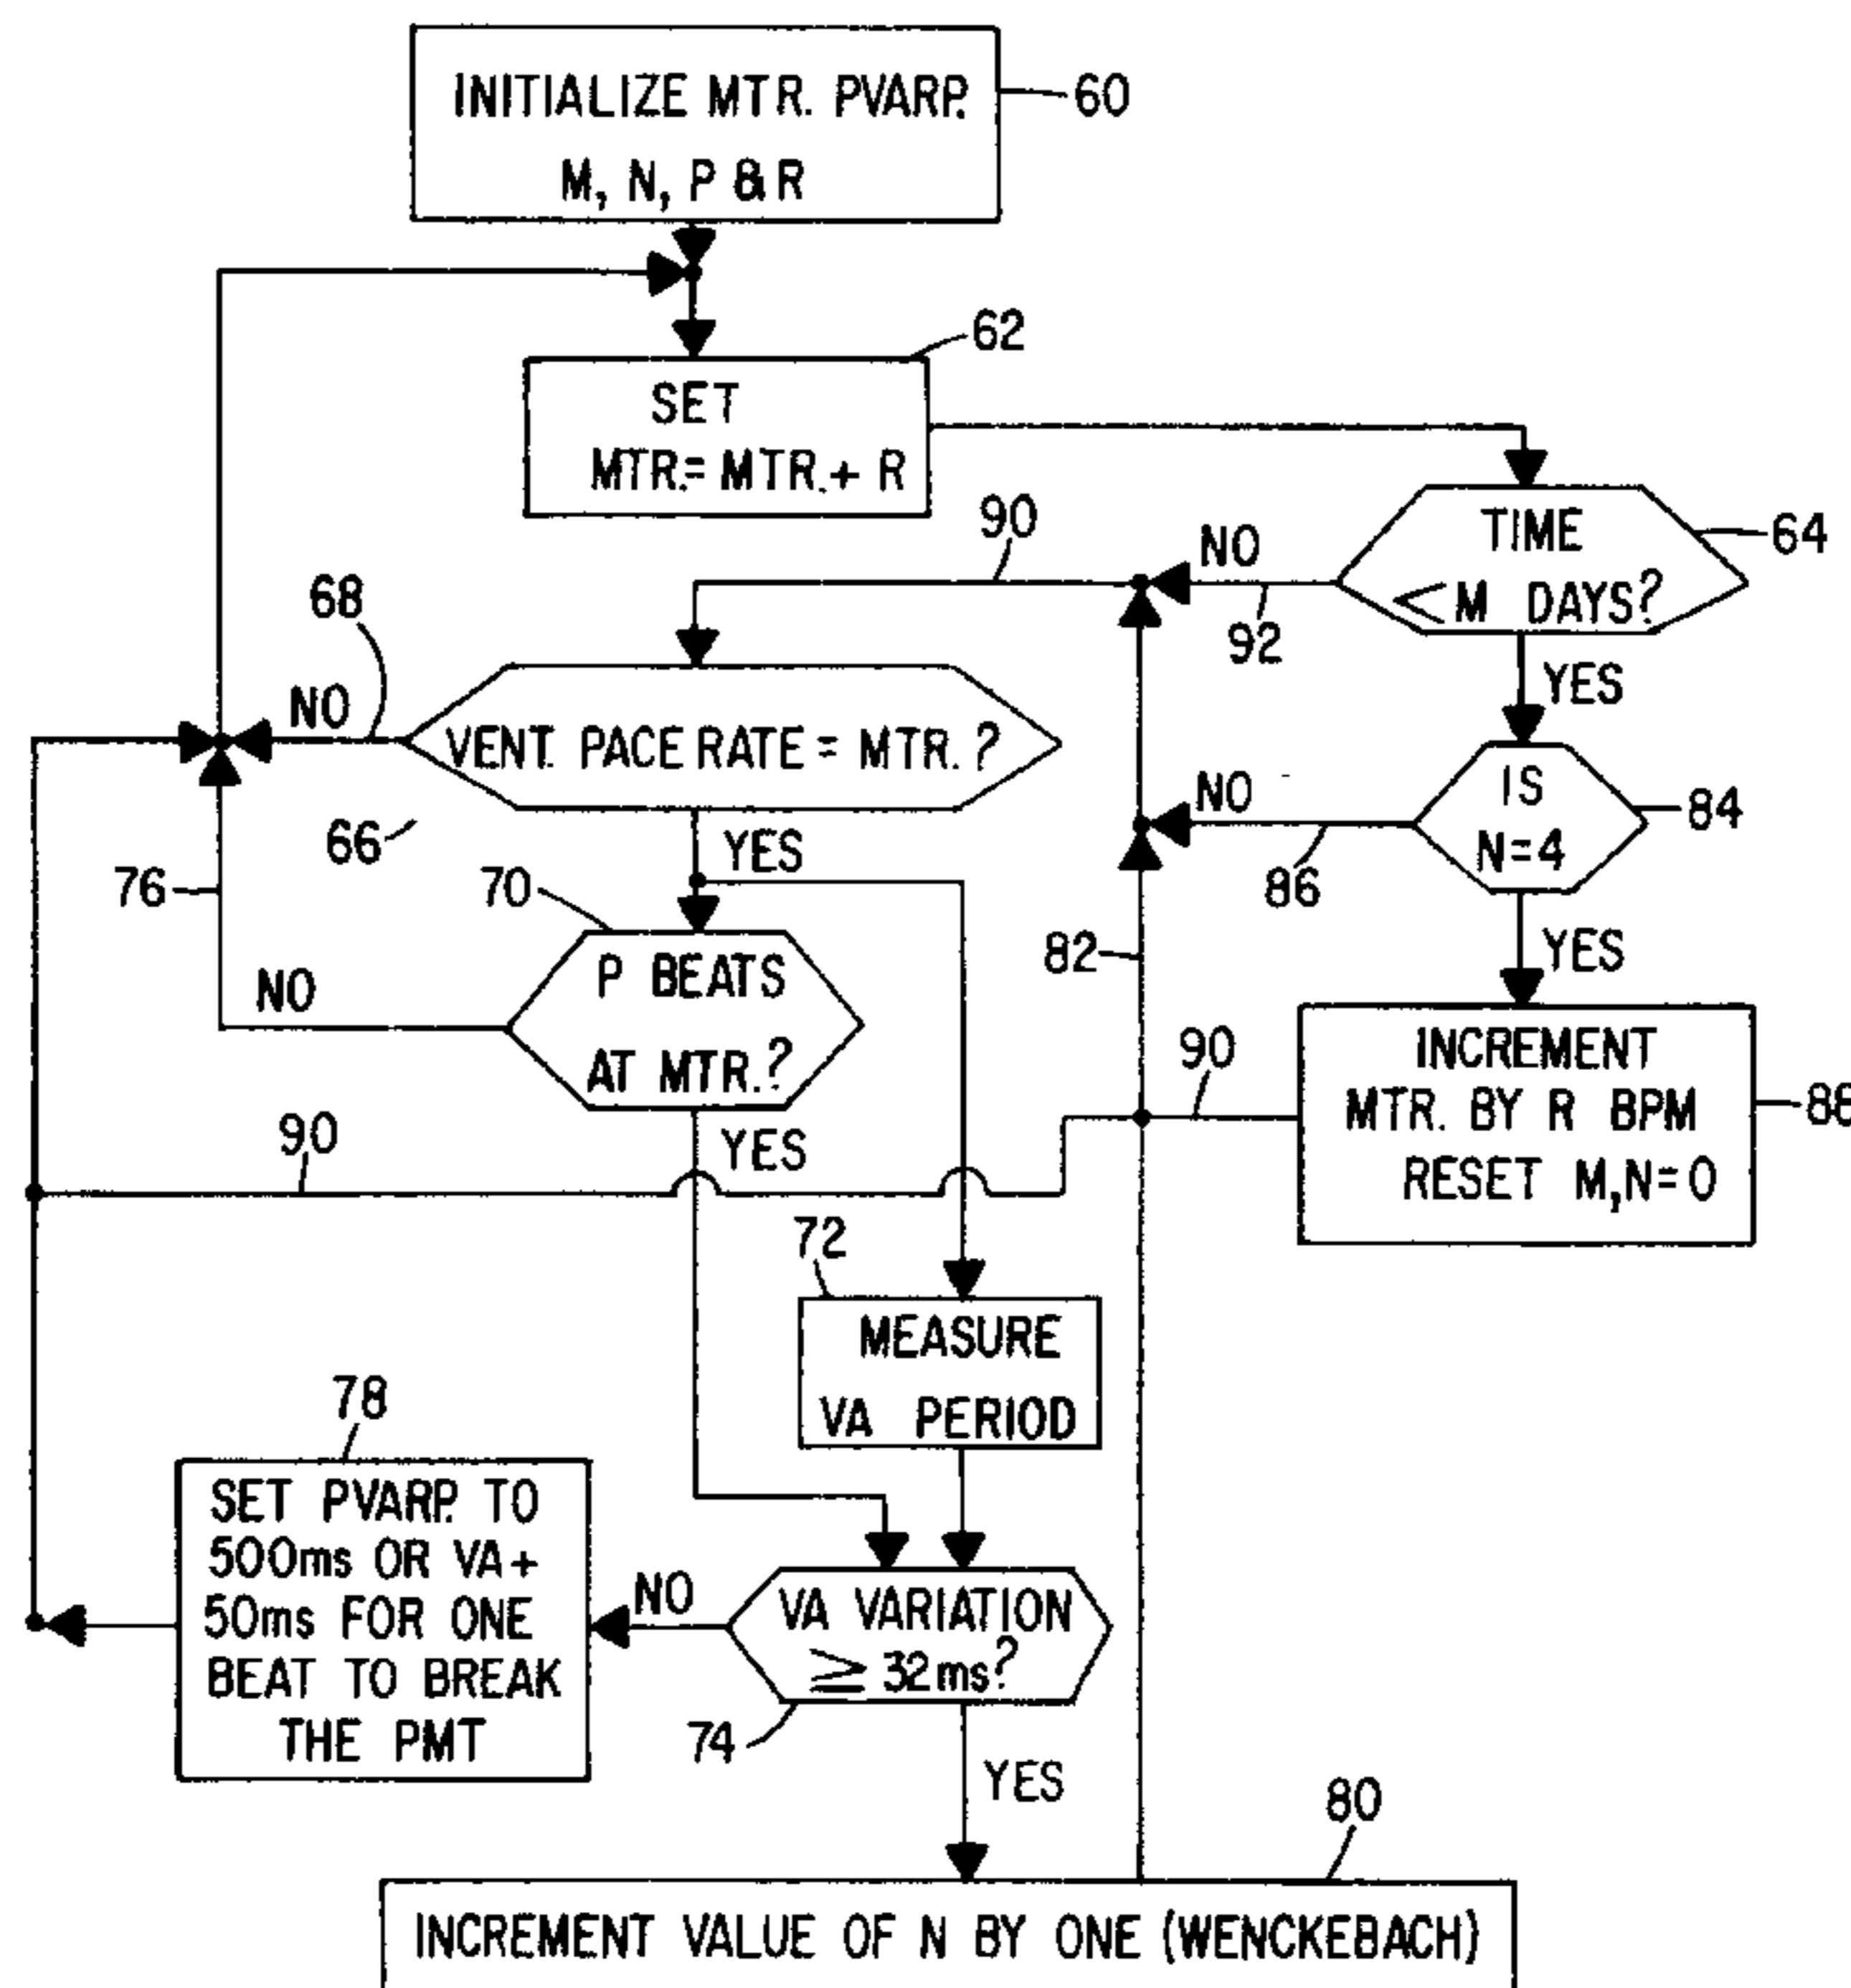 INITIALIZE MTR. PVARP.
M, N, P & R
60
62
SET
MTR.= MTR.+ R
TIME
< M DAYS?
64
90
NO
92
YES
68
NO
VENT. PACE RATE = MTR. ?
66
YES
IS
N=4
84
NO
86
YES
76
70
P BEATS
AT MTR.?
NO
YES
82
90
INCREMENT
MTR. BY R BPM
RESET M,N=0
88
90
72
MEASURE
VA PERIOD
78
SET PVARP. TO
500ms OR VA+
50ms FOR ONE
BEAT TO BREAK
THE PMT
NO
VA VARIATION
≥ 32ms?
74
YES
80
INCREMENT VALUE OF N BY ONE (WENCKEBACH)